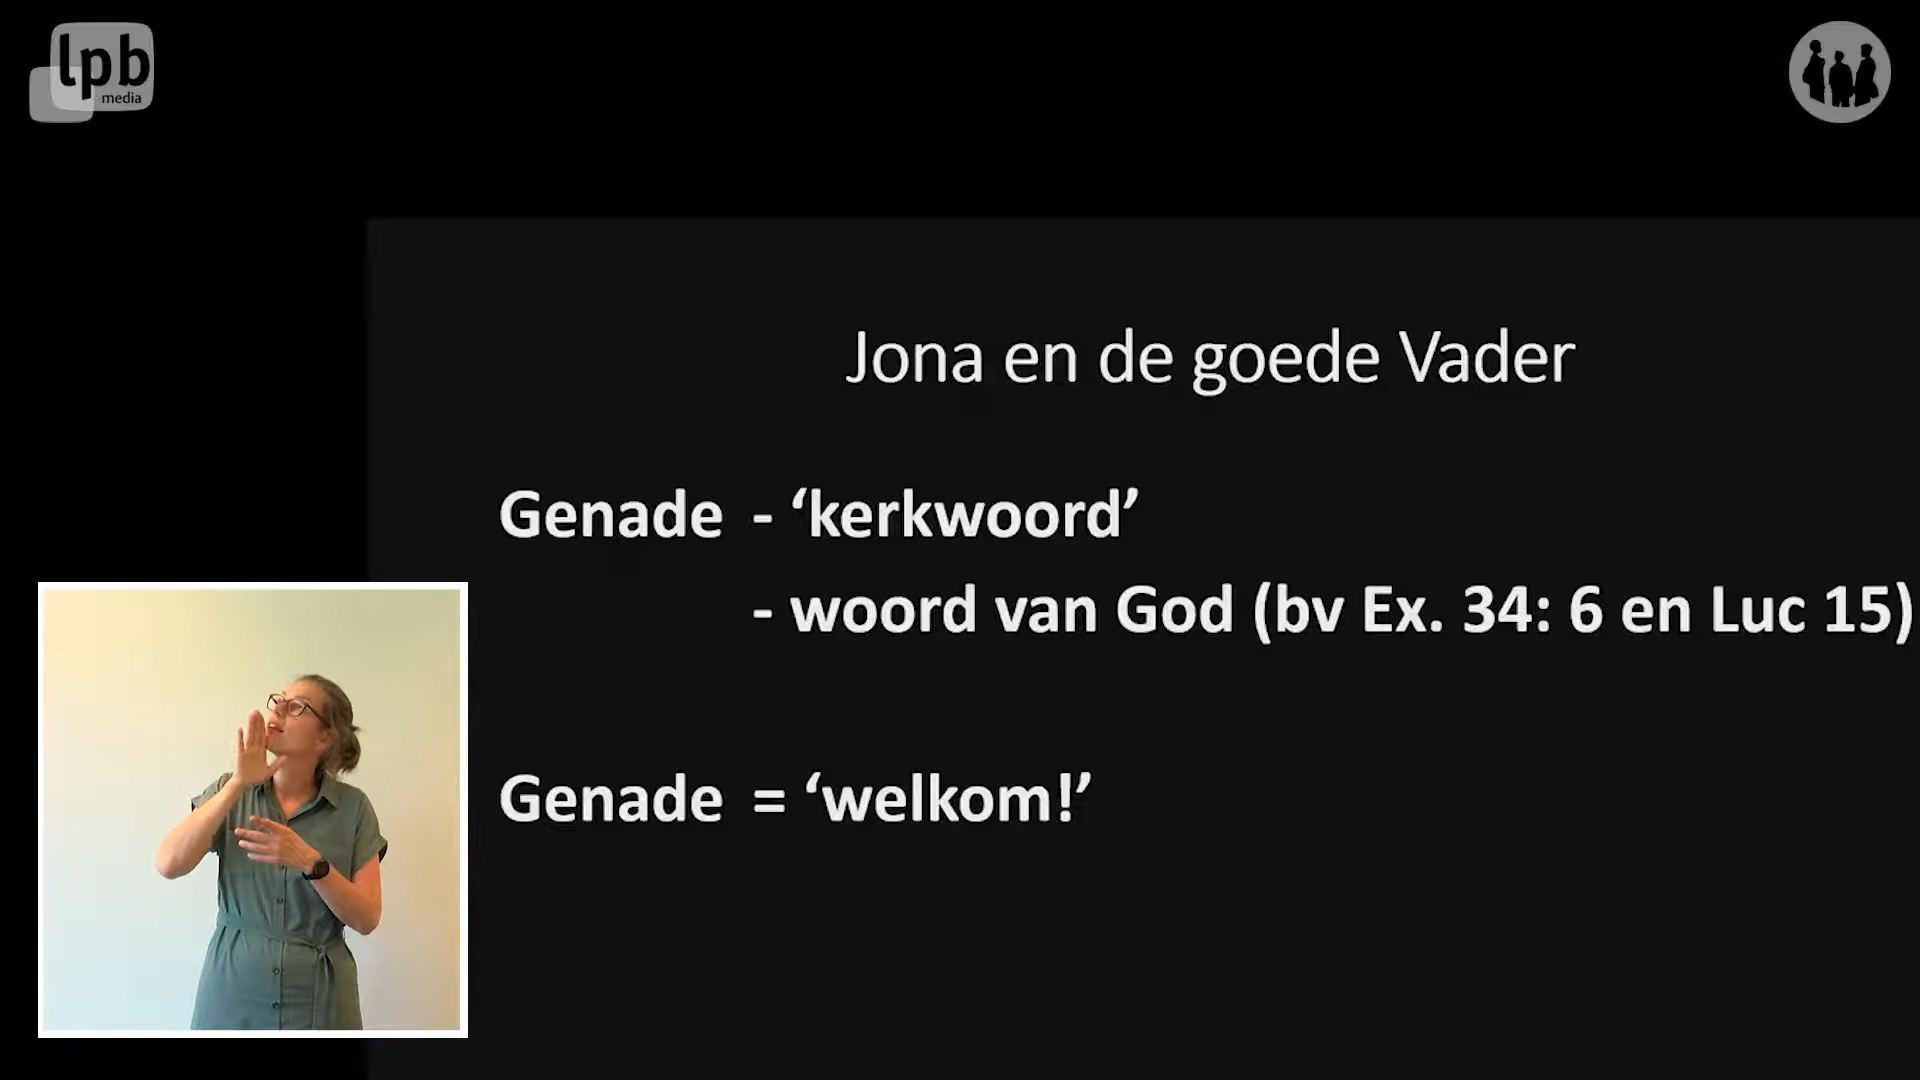 lpb
media
Jona en de goede Vader
Genade - ‘kerkwoord’
- woord van God (bv Ex. 34: 6 en Luc 15)
Genade = ‘welkom!’